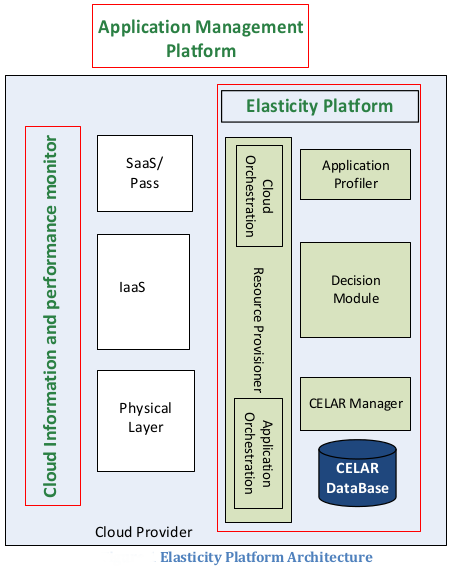 Application Management
Platform
Elasticity Platform
Cloud Information and performance monitor
SaaS/
Pass
IaaS
Physical
Layer
Cloud
Orchestration
Resource Provisioner
Application
Orchestration
Application
Profiler
Decision
Module
CELAR Manager
CELAR
DataBase
Cloud Provider
Elasticity Platform Architecture